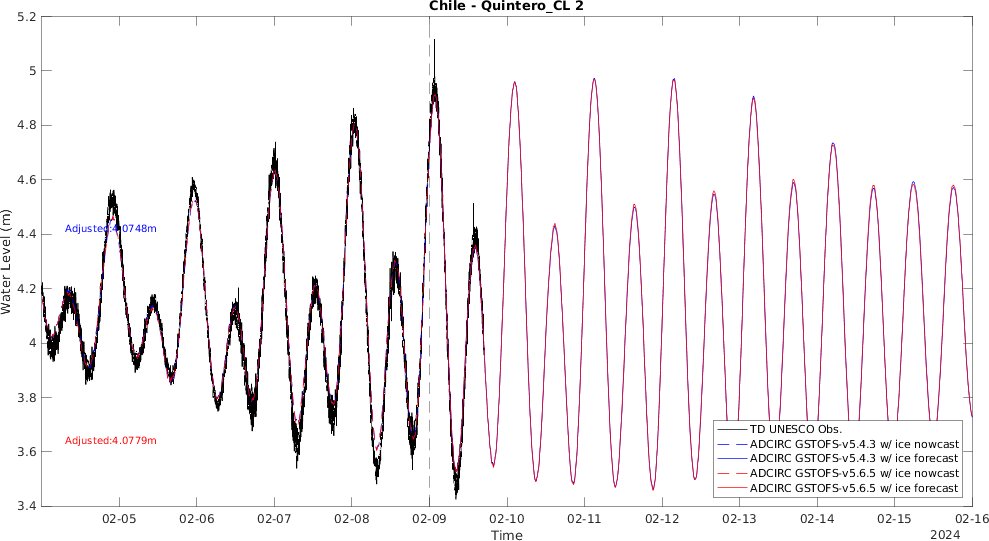 Chile - Quintero_CL 2
Water Level (m)
5.2
5
4.8
4.6
4.4
4.2
4
3.8
3.6
3.4
Adjusted:4.0748m
Adjusted:4.0779m
TD UNESCO Obs.
ADCIRC GSTOFS-v5.4.3 w/ ice nowcast
ADCIRC GSTOFS-v5.4.3 w/ ice forecast
ADCIRC GSTOFS-v5.6.5 w/ ice nowcast
ADCIRC GSTOFS-v5.6.5 w/ ice forecast
02-05 02-06 02-07 02-08 02-09 02-10 02-11 02-12 02-13 02-14 02-15 02-16
2024
Time